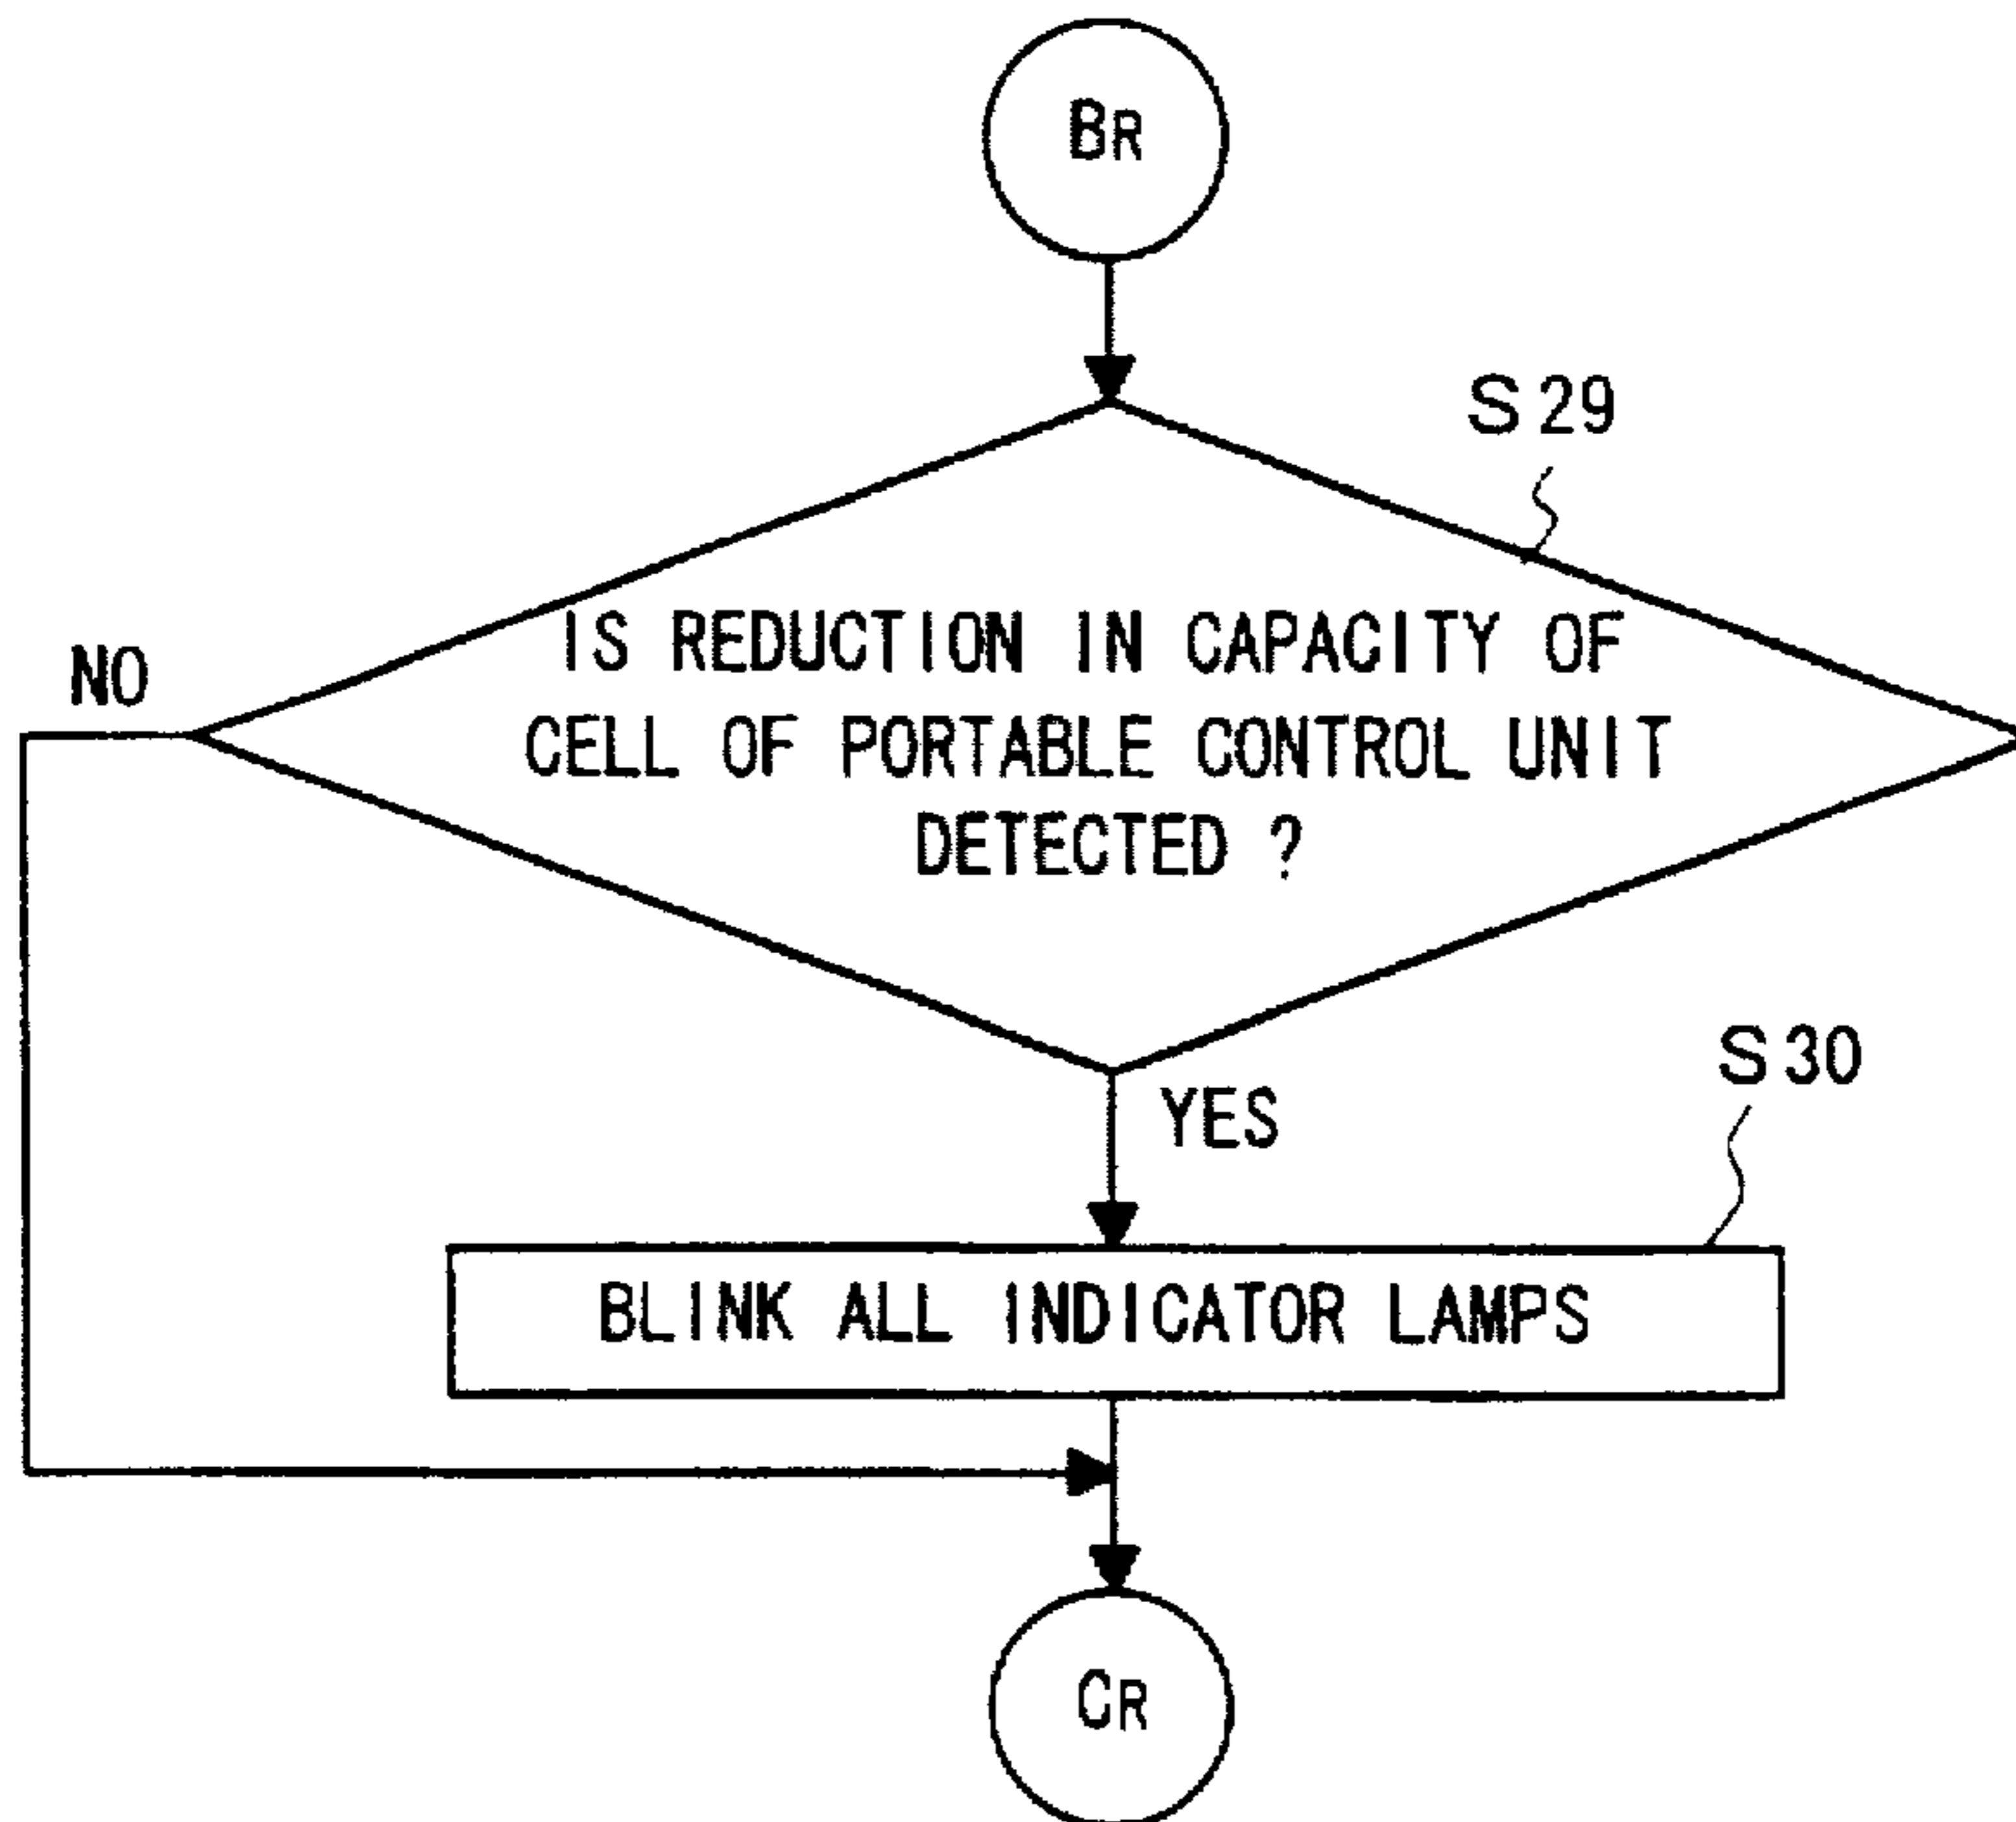 BR
S29
IS REDUCTION IN CAPACITY OF
CELL OF PORTABLE CONTROL UNIT
DETECTED ?
NO
YES
S30
BLINK ALL INDICATOR LAMPS
CR